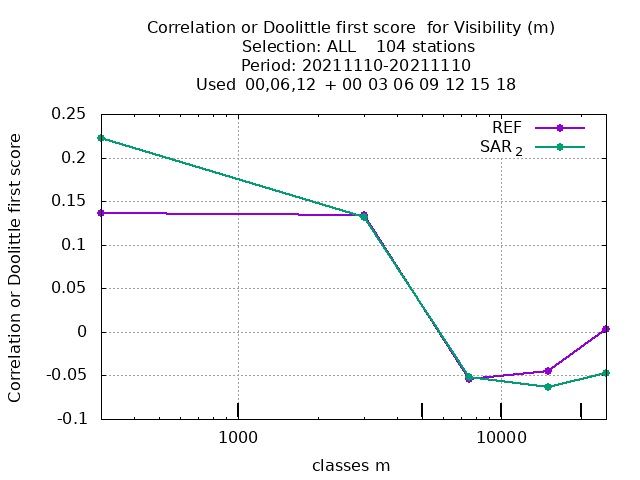 Correlation or Doolittle first score  for Visibility (m)
Selection: ALL    104 stations
Period: 20211110-20211110
Used  00,06,12  + 00 03 06 09 12 15 18
0.25
0.2
0.15
0.1
0.05
0
-0.05
-0.1
Correlation or Doolittle first score
REF
SAR 2
1000
10000
classes m